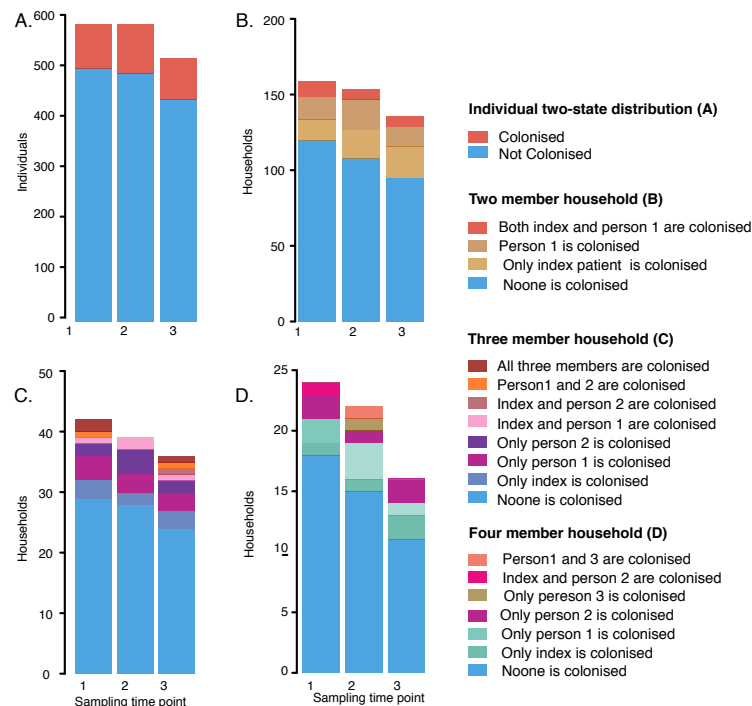 A.
600
500
400
300
200
100
0
Individuals
1 2 3
B.
200
150
100
50
0
Households
1 2 3
Individual two-state distribution (A)
Colonised
Not Colonised
Two member household (B)
Both index and person 1 are colonised
Person 1 is colonised
Only index patient is colonised
Noone is colonised
C.
50
40
30
20
10
0
Households
1 2 3
Sampling time point
D.
25
20
15
10
5
0
Households
1 2 3
Sampling time point
Three member household (C)
All three members are colonised
Person1 and 2 are colonised
Index and person 2 are colonised
Index and person 1 are colonised
Only person 2 is colonised
Only person 1 is colonised
Only index is colonised
Noone is colonised
Four member household (D)
Person1 and 3 are colonised
Index and person 2 are colonised
Only pereson 3 is colonised
Only person 2 is colonised
Only person 1 is colonised
Only index is colonised
Noone is colonised